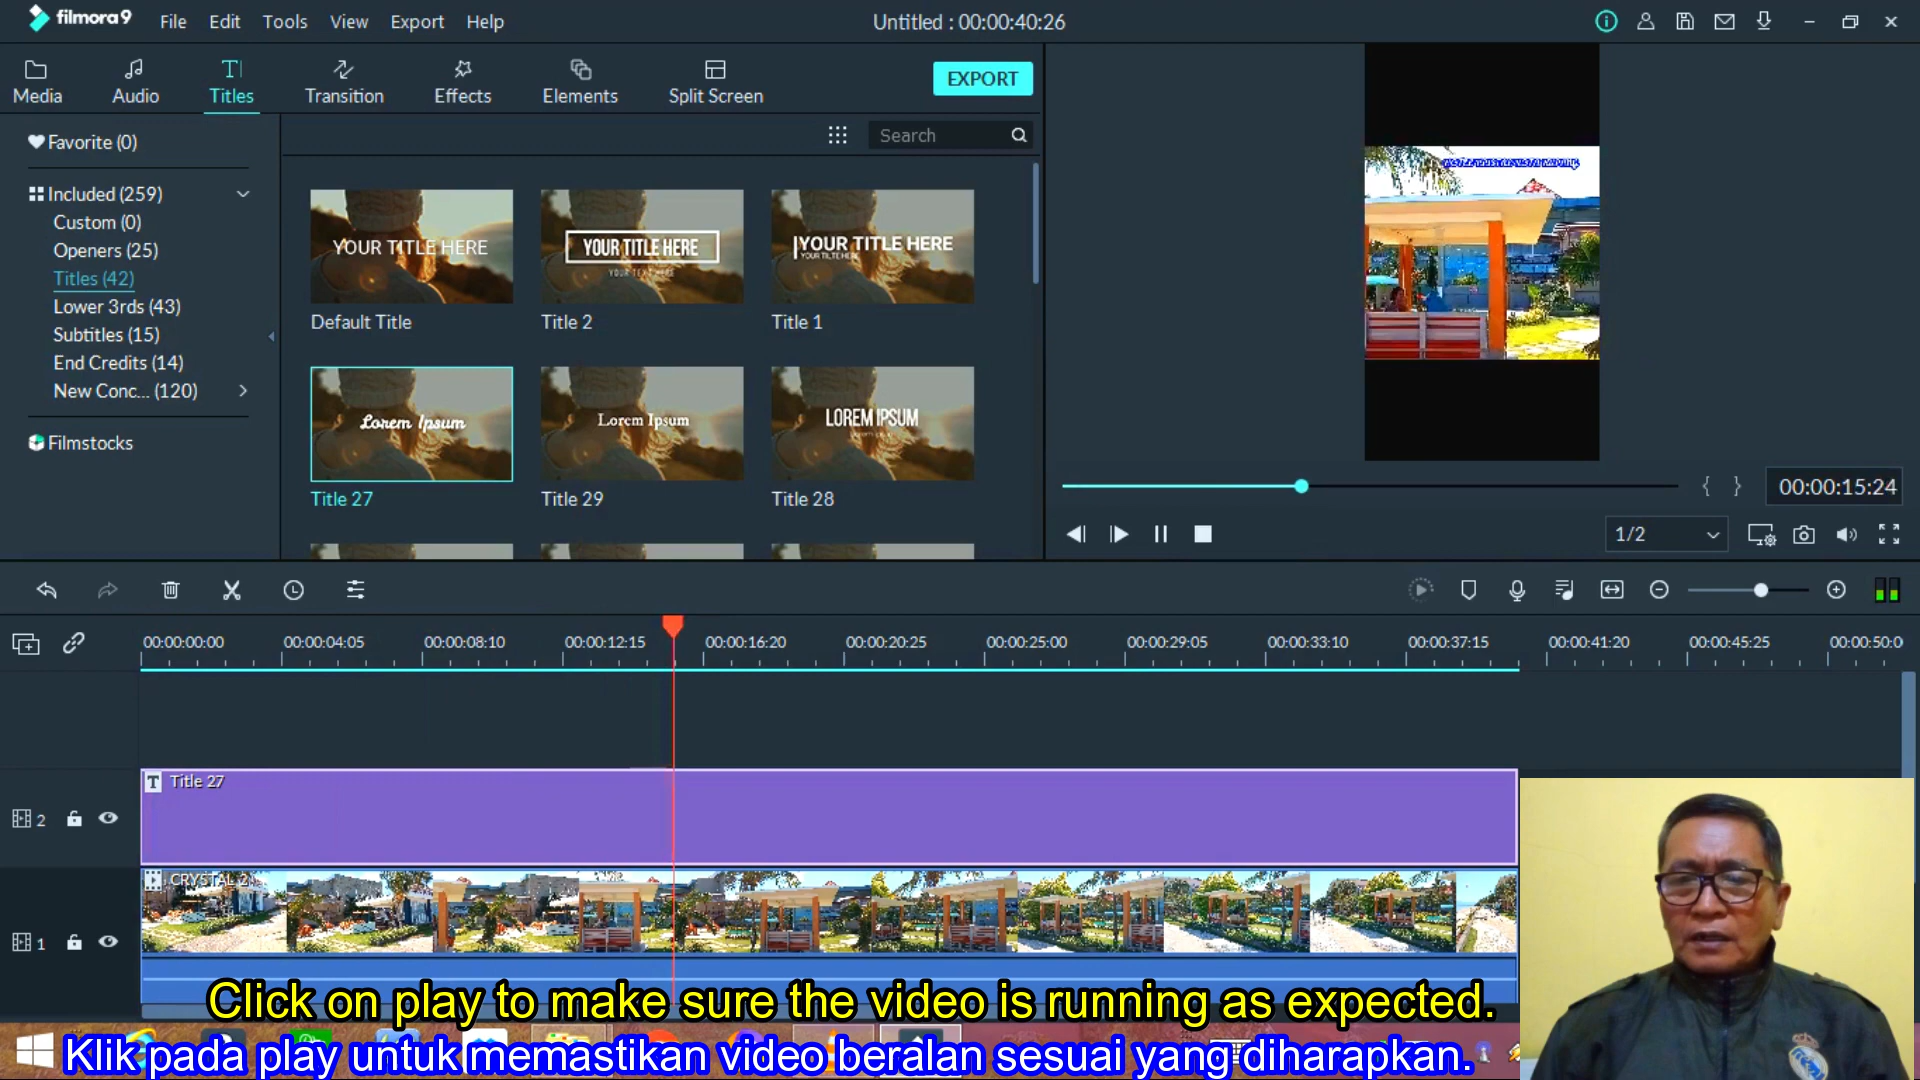 filmora9
File Edit Tools View Export Help
Untitled : 00:00:40:26
Media Audio Titles Transition Effects Elements Split Screen
EXPORT
Favorite (0)
Included (259)
Custom (0)
Openers (25)
Titles (42)
Lower 3rds (43)
Subtitles (15)
End Credits (14)
New Conc... (120)
Filmstocks
Search
YOUR TITLE HERE
Default Title
YOUR TITLE HERE
Title 2
YOUR TITLE HERE
Title 1
Lorem Ipsum
Title 27
Lorem Ipsum
Title 29
LOREM IPSUM
Title 28
{ } 00:00:15:24
1/2
00:00:00:00 00:00:04:05 00:00:08:10 00:00:12:15 00:00:16:20 00:00:20:25 00:00:25:00 00:00:29:05 00:00:33:10 00:00:37:15 00:00:41:20 00:00:45:25 00:00:50:0
T Title 27
2
CRYSTAL 2
1
Click on play to make sure the video is running as expected.
Klik pada play untuk memastikan video beralan sesuai yang diharapkan.